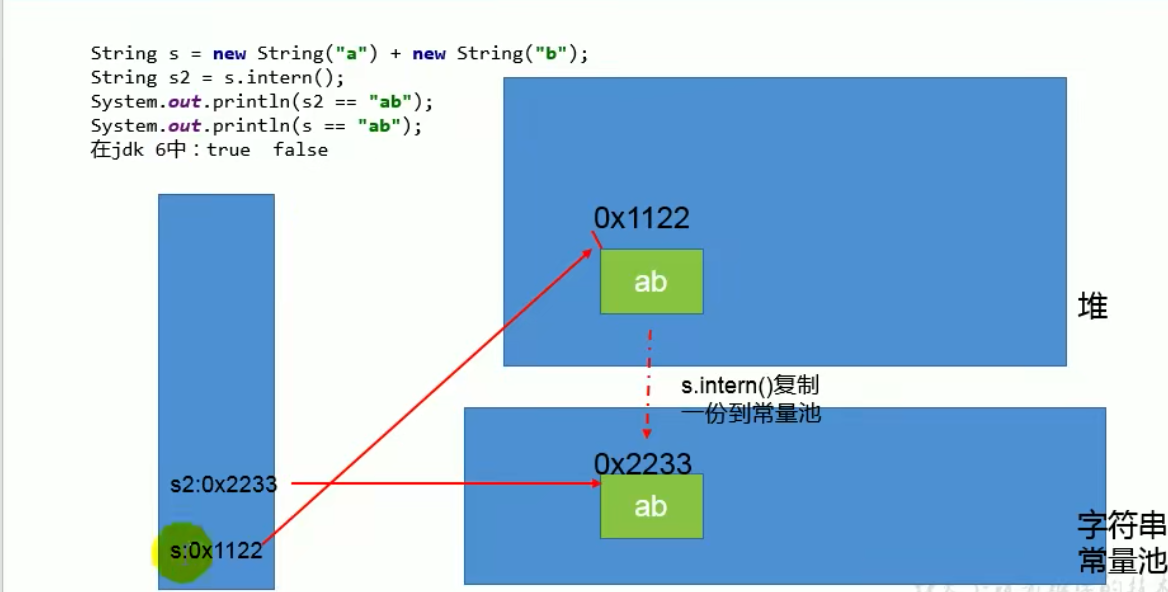 String s = new String("a") + new String("b");
String s2 = s.intern();
System.out.println(s2 == "ab");
System.out.println(s == "ab");
在jdk 6中：true  false
0x1122
ab
堆
s.intern()复制
一份到常量池
0x2233
s2:0x2233
ab
字符串
常量池
s:0x1122